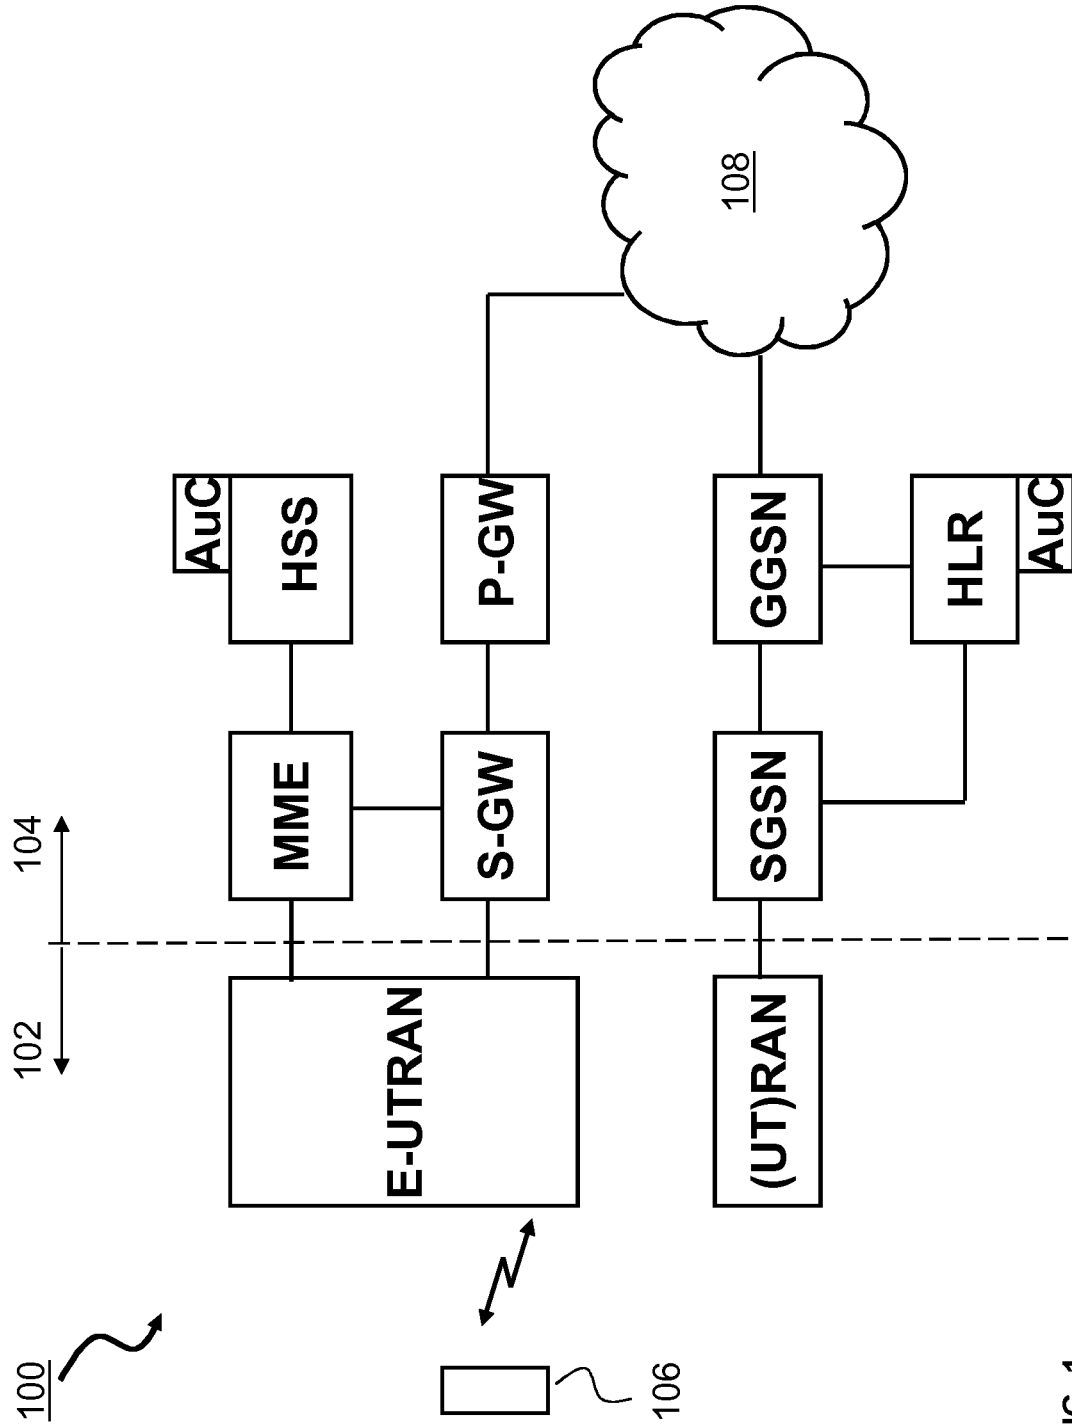 100
102
104
106
E-UTRAN
MME
AuC
HSS
S-GW
P-GW
(UT)RAN
SGSN
GGSN
HLR
AuC
108